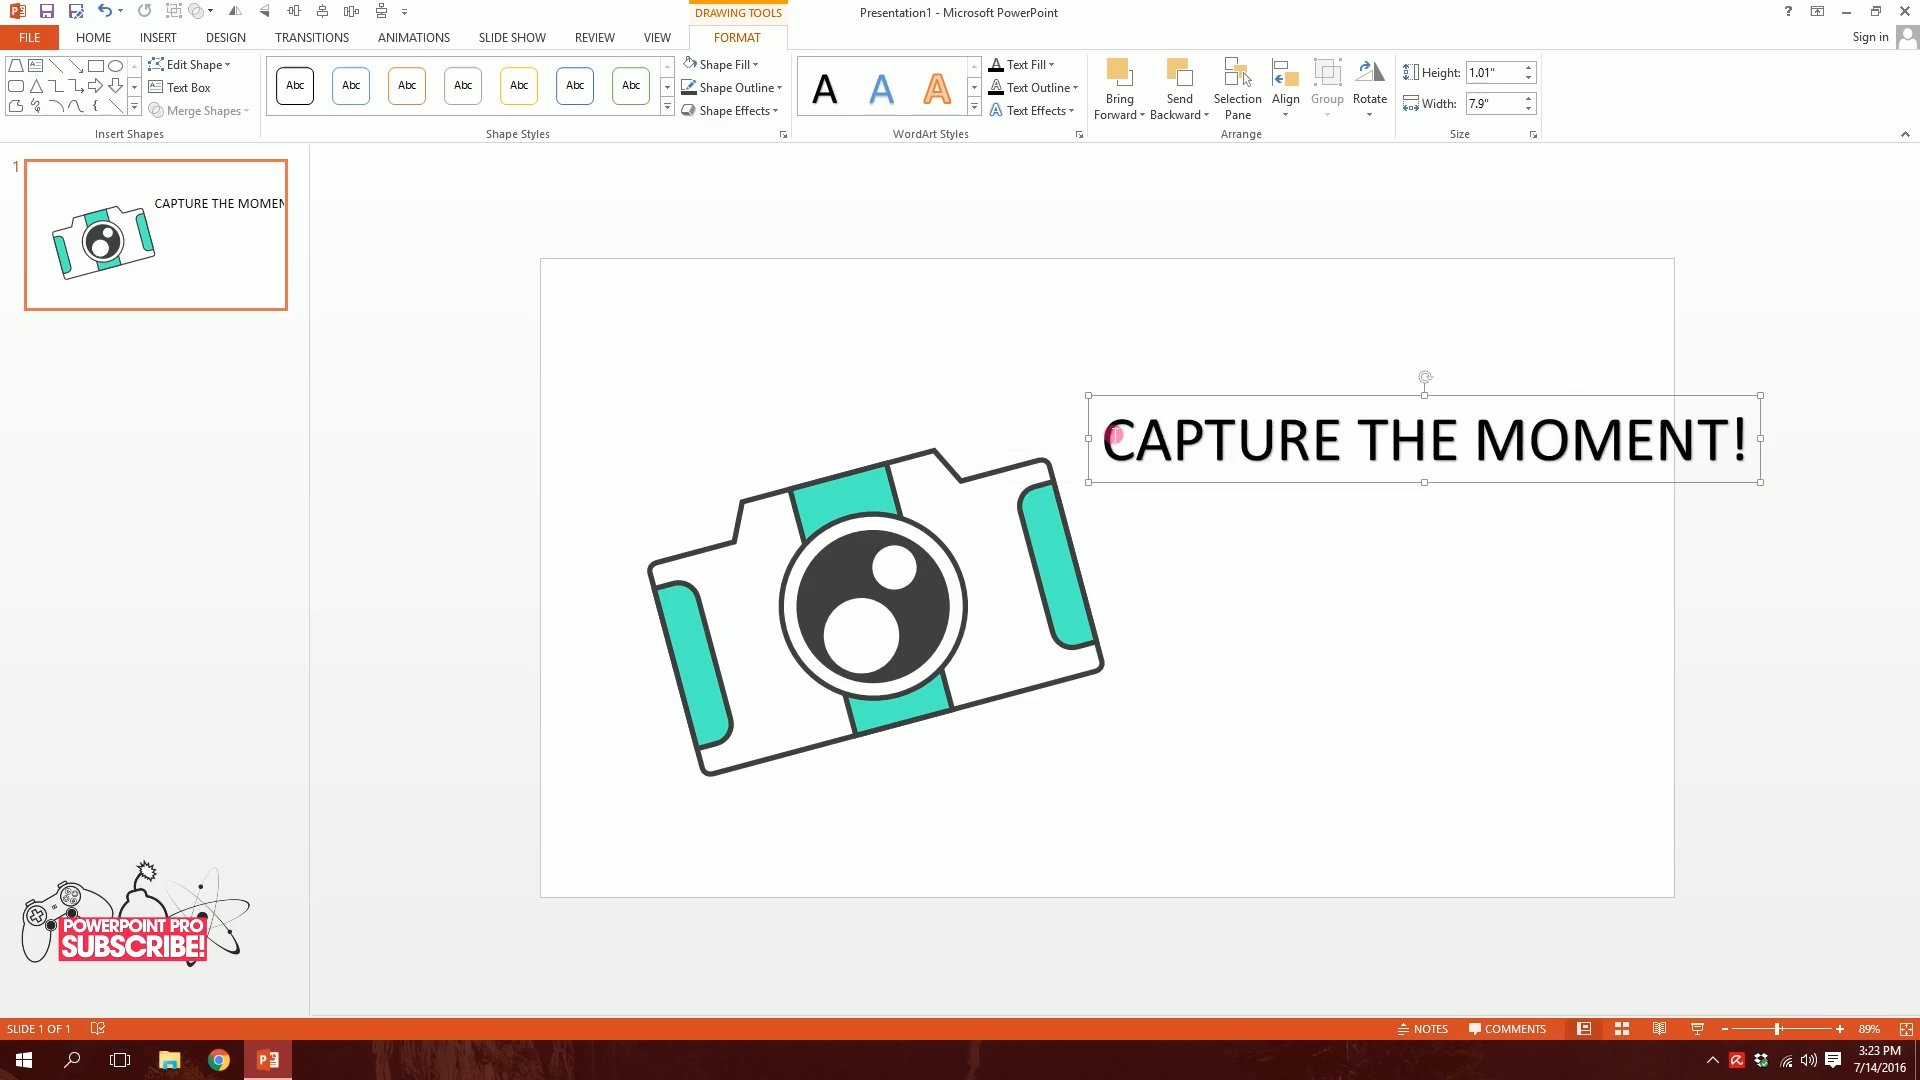 DRAWING TOOLS
Presentation1 - Microsoft PowerPoint
?
FILE HOME INSERT DESIGN TRANSITIONS ANIMATIONS SLIDE SHOW REVIEW VIEW FORMAT
Sign in
Edit Shape
Text Box
Merge Shapes
Insert Shapes
Abc Abc Abc Abc Abc Abc Abc
Shape Fill
Shape Outline
Shape Effects
Shape Styles
A A A
Text Fill
Text Outline
Text Effects
WordArt Styles
Bring Forward
Send Backward
Selection Pane
Align
Group
Rotate
Arrange
Height: 1.01"
Width: 7.9"
Size
1
CAPTURE THE MOMEN
CAPTURE THE MOMENT!
POWERPOINT PRO
SUBSCRIBE!
SLIDE 1 OF 1
NOTES
COMMENTS
89%
3:23 PM
7/14/2016